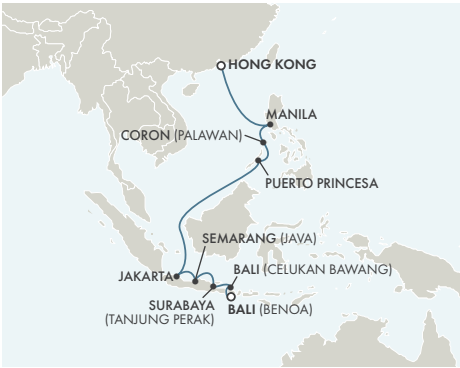 HONG KONG
MANILA
CORON (PALAWAN)
PUERTO PRINCESA
SEMARANG (JAVA)
JAKARTA
BALI (CELUKAN BAWANG)
SURABAYA
(TANJUNG PERAK)
BALI (BENOA)